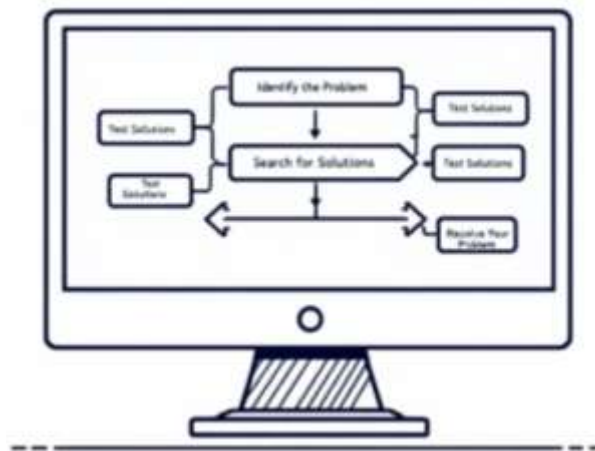 Identify the Problem
Test Solutions
Test Solutions
Search for Solutions
Test Solutions
Test
Solutions
Resolve Your
Problem